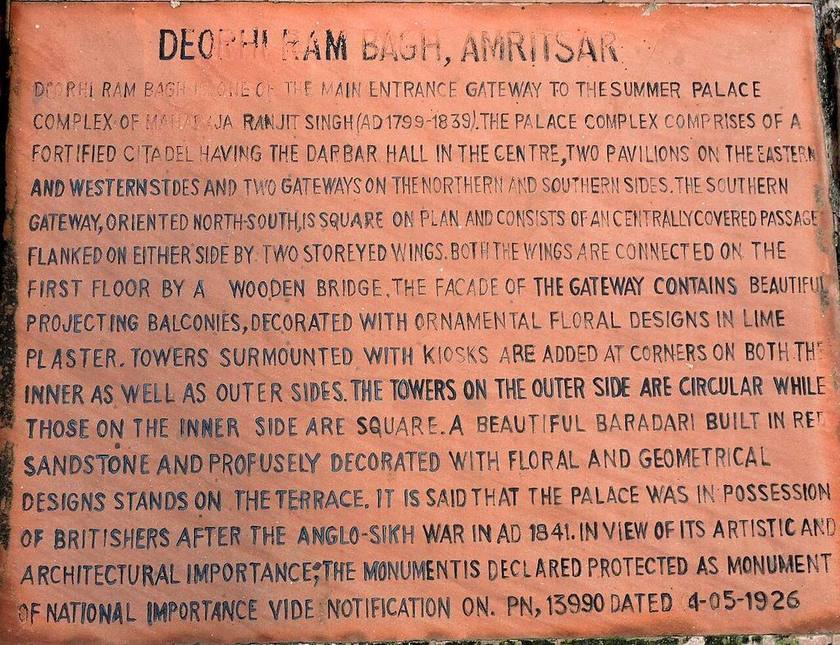 DEORHI RAM BAGH, AMRITSAR
DEORHI RAM BAGH IS ONE OF THE MAIN ENTRANCE GATEWAY TO THE SUMMER PALACE
COMPLEX OF MAHARAJA RANJIT SINGH (AD 1799-1839). THE PALACE COMPLEX COMPRISES OF A
FORTIFIED CITADEL HAVING THE DARBAR HALL IN THE CENTRE, TWO PAVILIONS ON THE EASTERN
AND WESTERN STDES AND TWO GATEWAYS ON THE NORTHERN AND SOUTHERN SIDES. THE SOUTHERN
GATEWAY, ORIENTED NORTH-SOUTH, IS SQUARE ON PLAN AND CONSISTS OF AN CENTRALLY COVERED PASSAGE
FLANKED ON EITHER SIDE BY TWO STOREYED WINGS. BOTH THE WINGS ARE CONNECTED ON THE
FIRST FLOOR BY A WOODEN BRIDGE. THE FACADE OF THE GATEWAY CONTAINS BEAUTIFUL
PROJECTING BALCONIES, DECORATED WITH ORNAMENTAL FLORAL DESIGNS IN LIME
PLASTER. TOWERS SURMOUNTED WITH KIOSKS ARE ADDED AT CORNERS ON BOTH THE
INNER AS WELL AS OUTER SIDES. THE TOWERS ON THE OUTER SIDE ARE CIRCULAR WHILE
THOSE ON THE INNER SIDE ARE SQUARE. A BEAUTIFUL BARADARI BUILT IN RED
SANDSTONE AND PROFUSELY DECORATED WITH FLORAL AND GEOMETRICAL
DESIGNS STANDS ON THE TERRACE. IT IS SAID THAT THE PALACE WAS IN POSSESSION
OF BRITISHERS AFTER THE ANGLO-SIKH WAR IN AD 1841. IN VIEW OF ITS ARTISTIC AND
ARCHITECTURAL IMPORTANCE; THE MONUMENT IS DECLARED PROTECTED AS MONUMENT
OF NATIONAL IMPORTANCE VIDE NOTIFICATION ON. PN, 13990 DATED 4-05-1926